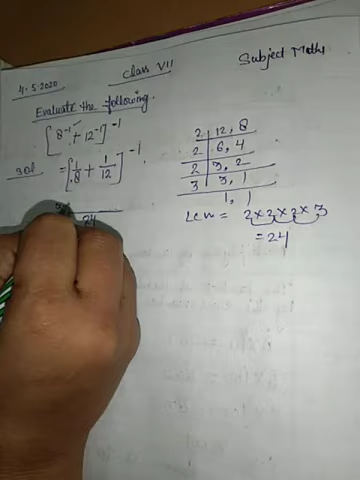 4-5-2020 Class VII Subject Maths
Evaluate the following.
[8⁻¹ + 12⁻¹]⁻¹
Sol = [1/8 + 1/12]⁻¹
24
2 | 12, 8
2 | 6, 4
2 | 3, 2
3 | 3, 1
1, 1
LCM = 2×2×2×3
= 24